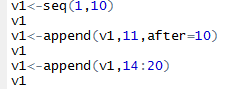 v1<-seq(1,10)
v1
v1<-append(v1,11,after=10)
v1
v1<-append(v1,14:20)
v1